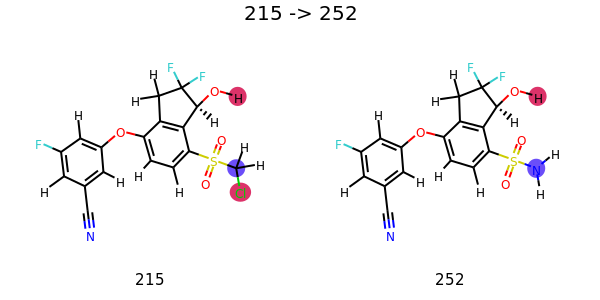 215 -> 252
H F F O H H H O F H H H H S O O H H N
H F F O H H H O F H H H H S O O N H H N
215 252